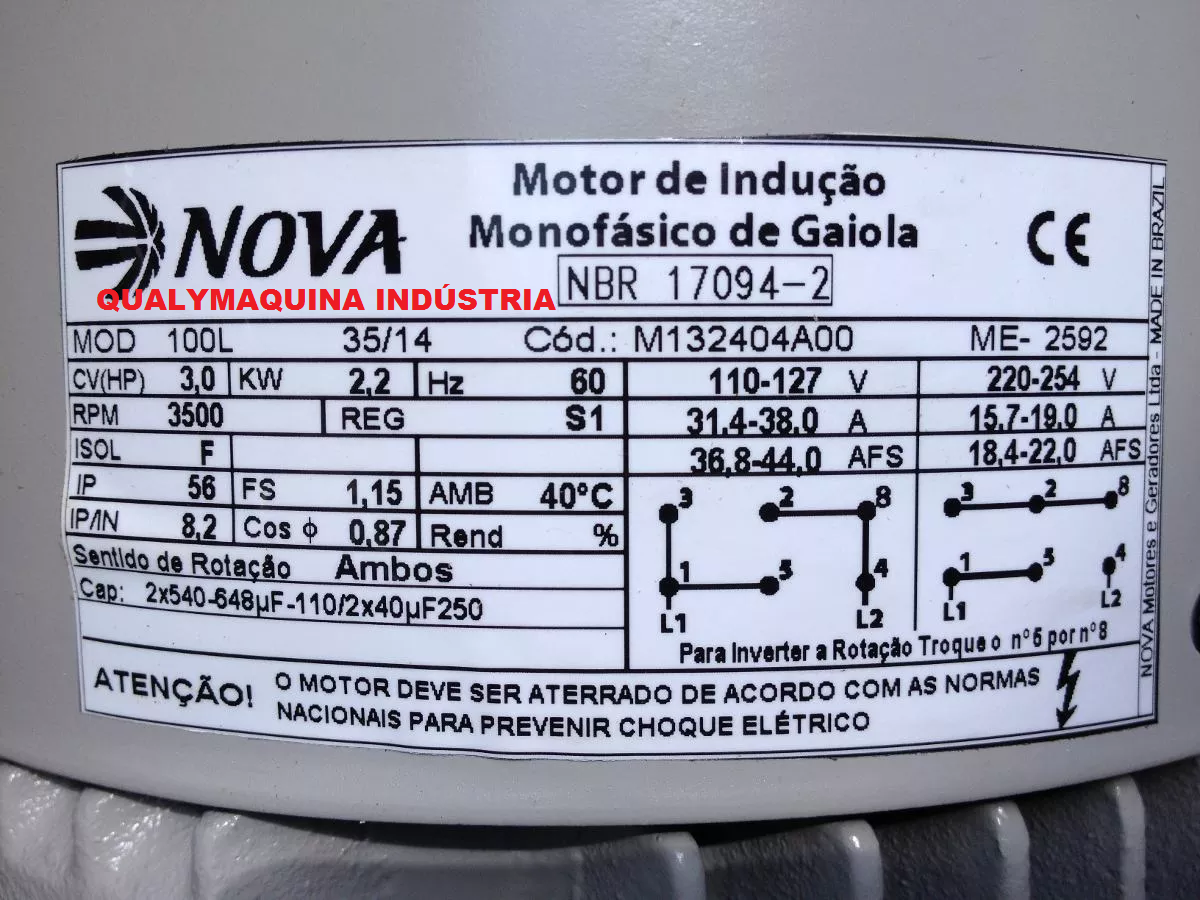 NOVA
QUALYMAQUINA INDÚSTRIA
Motor de Indução
Monofásico de Gaiola
NBR 17094-2
CE
MOD 100L 35/14 Cód.: M132404A00 ME- 2592
CV(HP) 3,0 KW 2,2 Hz 60 110-127 V 220-254 V
RPM 3500 REG S1 31,4-38,0 A 15,7-19,0 A
ISOL F 36,8-44,0 AFS 18,4-22,0 AFS
IP 56 FS 1,15 AMB 40°C
IP/IN 8,2 Cos ϕ 0,87 Rend %
Sentido de Rotação Ambos
Cap: 2x540-648µF-110/2x40µF250
3 2 8 3 2 8
1 5 4 1 5 4
L1 L2 L1 L2
Para Inverter a Rotação Troque o nº5 por nº8
ATENÇÃO! O MOTOR DEVE SER ATERRADO DE ACORDO COM AS NORMAS
NACIONAIS PARA PREVENIR CHOQUE ELÉTRICO
NOVA Motores e Geradores Ltda - MADE IN BRAZIL